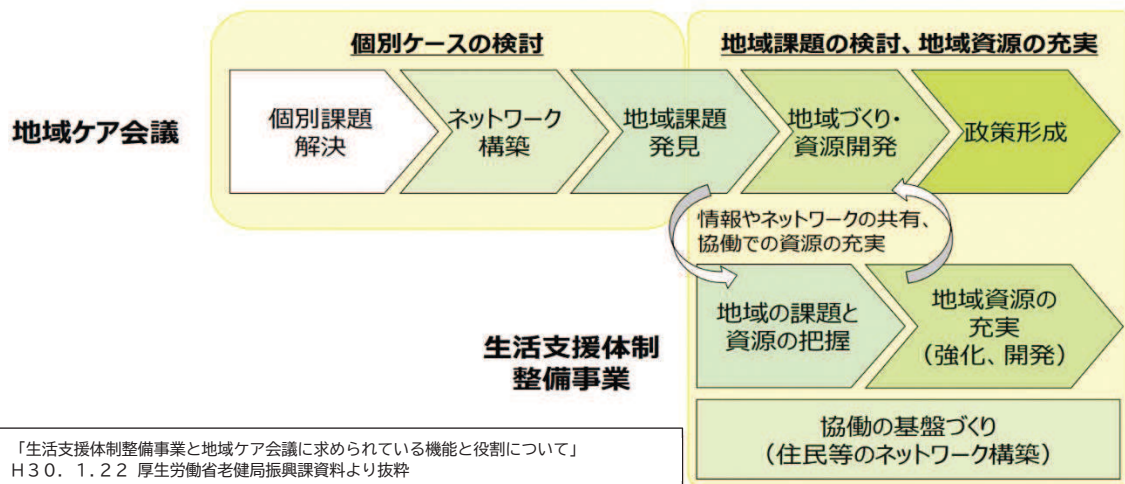 個別ケースの検討
地域課題の検討、地域資源の充実
地域ケア会議
個別課題
解決
ネットワーク
構築
地域課題
発見
地域づくり・
資源開発
政策形成
情報やネットワークの共有、
協働での資源の充実
生活支援体制
整備事業
地域の課題と
資源の把握
地域資源の
充実
（強化、開発）
協働の基盤づくり
（住民等のネットワーク構築）
「生活支援体制整備事業と地域ケア会議に求められている機能と役割について」
Ｈ３０．１.２２ 厚生労働省老健局振興課資料より抜粋